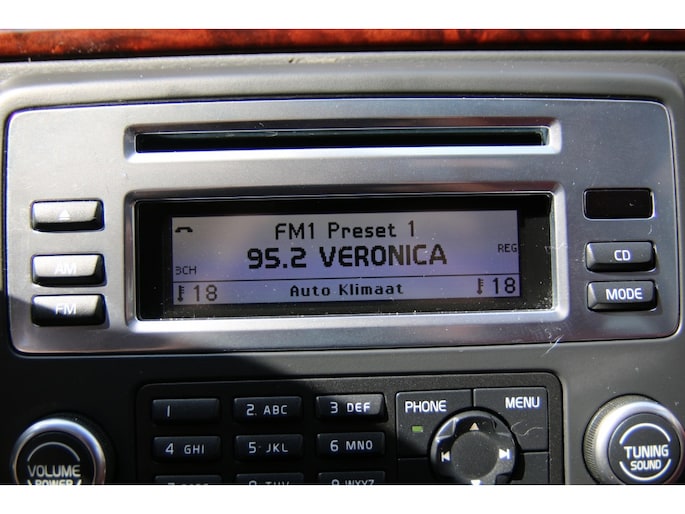 FM1 Preset 1
95.2 VERONICA
REG
3CH
18 Auto Klimaat 18
AM
FM
CD
MODE
1 2 ABC 3 DEF
4 GHI 5 JKL 6 MNO
PHONE MENU
VOLUME
POWER
TUNING
SOUND